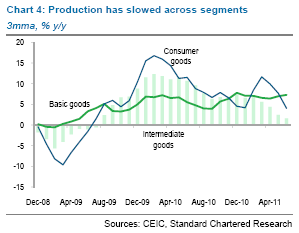 Chart 4: Production has slowed across segments
3mma, % y/y
20
15
10
5
0
-5
-10
-15
Consumer
goods
Basic goods
Intermediate
goods
Dec-08 Apr-09 Aug-09 Dec-09 Apr-10 Aug-10 Dec-10 Apr-11
Sources: CEIC, Standard Chartered Research